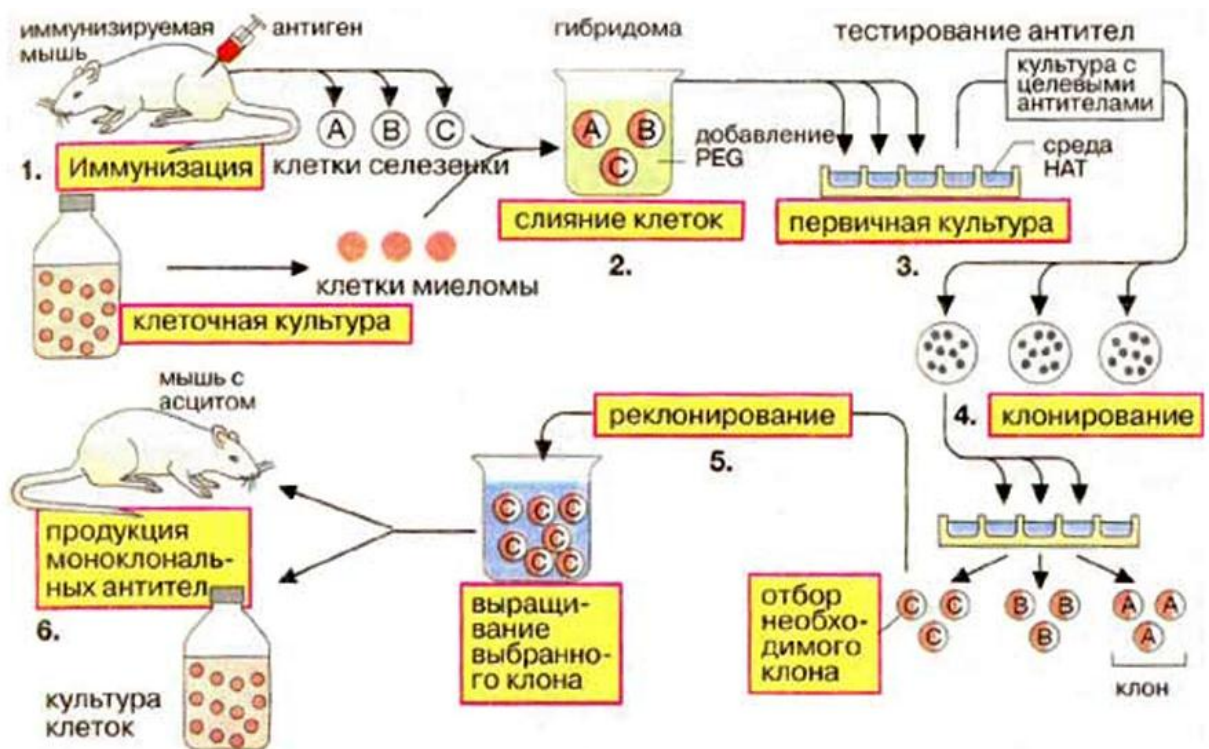 иммунизируемая
мышь
антиген
гибридома
тестирование антител
культура с
целевыми
антителами
A B C
A B
C
добавление
PEG
среда
НАТ
1. Иммунизация
клетки селезенки
слияние клеток
2.
первичная культура
3.
клетки миеломы
клеточная культура
мышь с
асцитом
реклонирование
5.
4. клонирование
C C C
C C
C C
продукция
моноклональ-
ных антител
6.
культура
клеток
выращи-
вание
выбранно-
го клона
отбор
необхо-
димого
клона
C C B B A A
C B A
клон